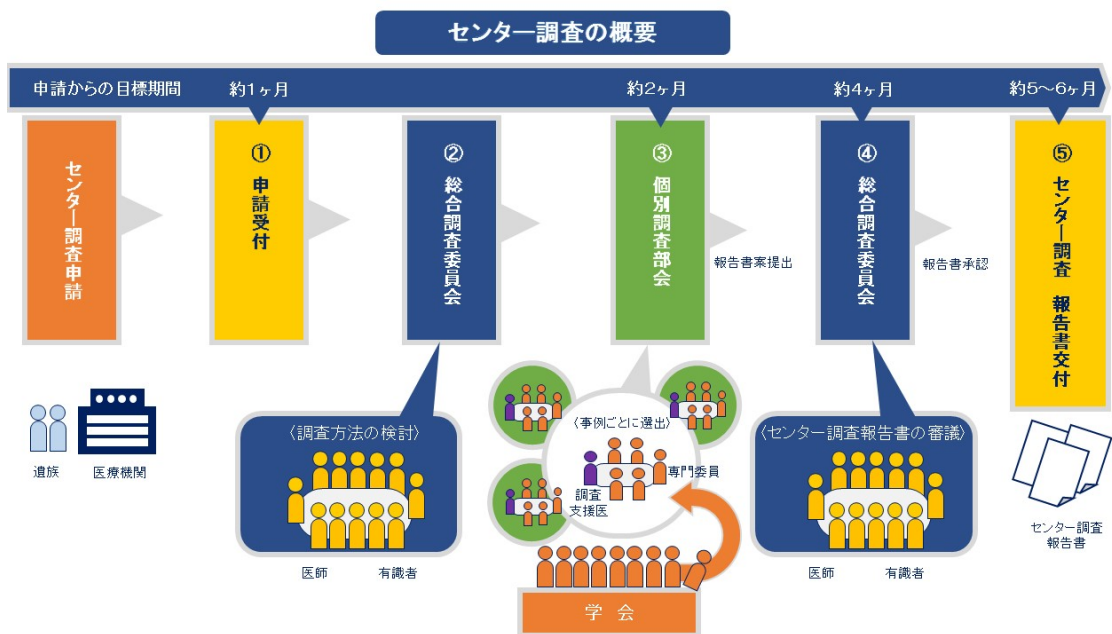 センター調査の概要
申請からの目標期間
約1ヶ月
約2ヶ月
約4ヶ月
約5～6ヶ月
センター調査申請
① 申請受付
② 総合調査委員会
③ 個別調査部会
報告書案提出
④ 総合調査委員会
報告書承認
⑤ センター調査 報告書交付
遺族
医療機関
〈調査方法の検討〉
医師
有識者
〈事例ごとに選出〉
専門委員
調査
支援医
学 会
〈センター調査報告書の審議〉
医師
有識者
センター調査
報告書